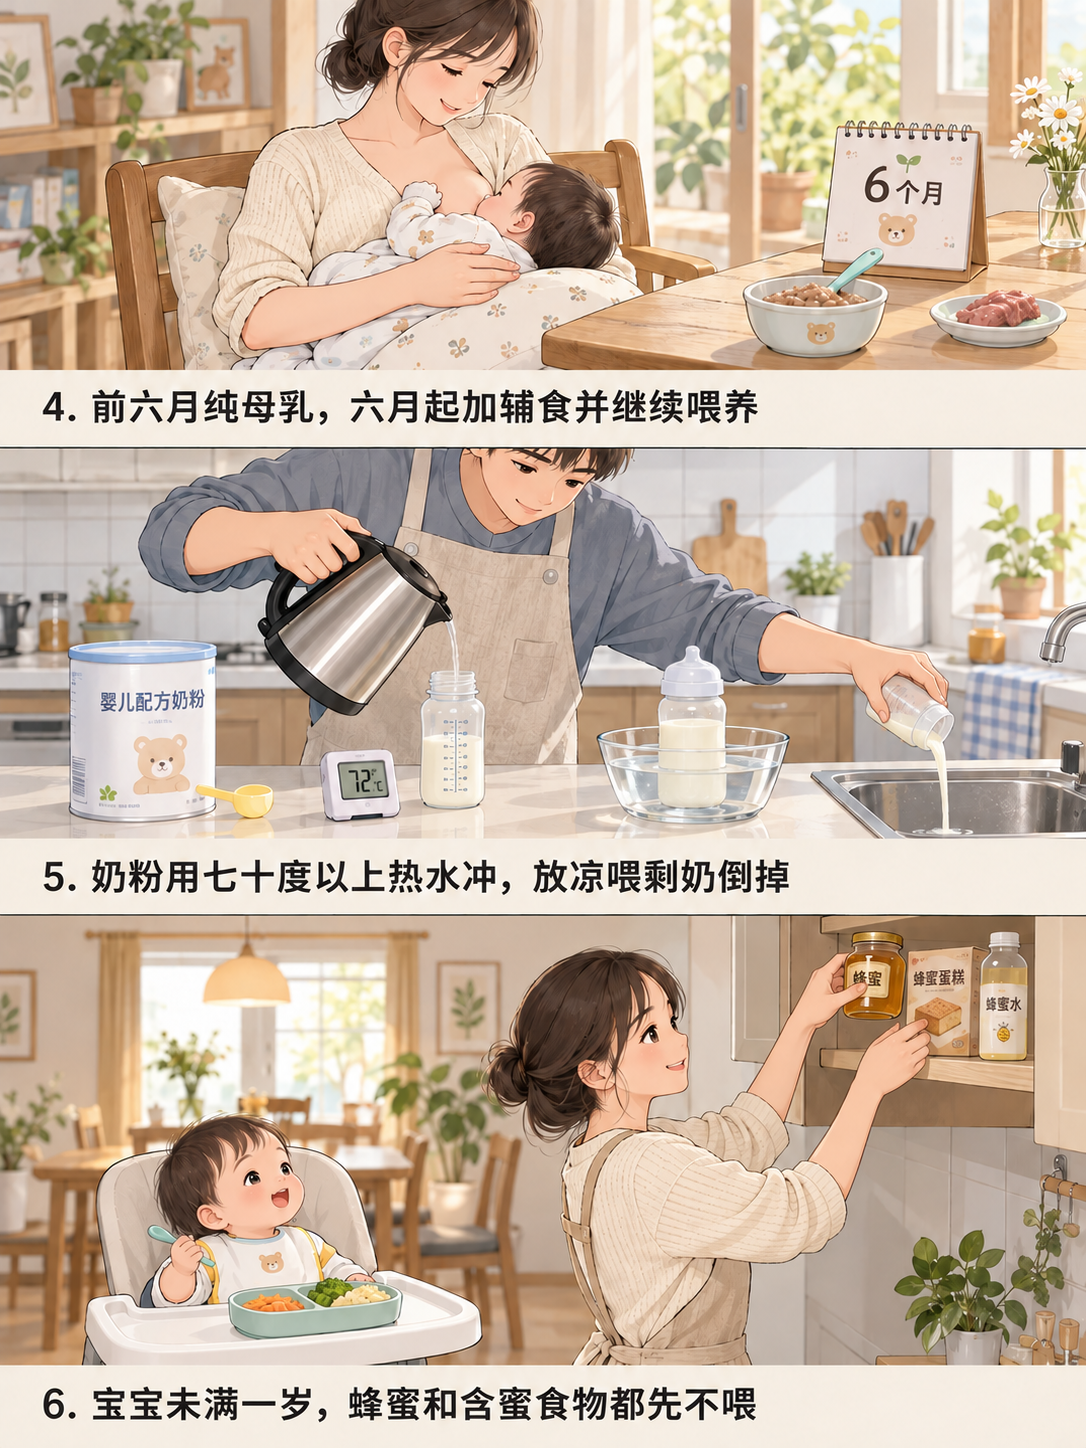 6个月
4. 前六月纯母乳，六月起加辅食并继续喂养
婴儿配方奶粉
72°C
5. 奶粉用七十度以上热水冲，放凉喂剩奶倒掉
蜂蜜
蜂蜜蛋糕
蜂蜜水
6. 宝宝未满一岁，蜂蜜和含蜜食物都先不喂